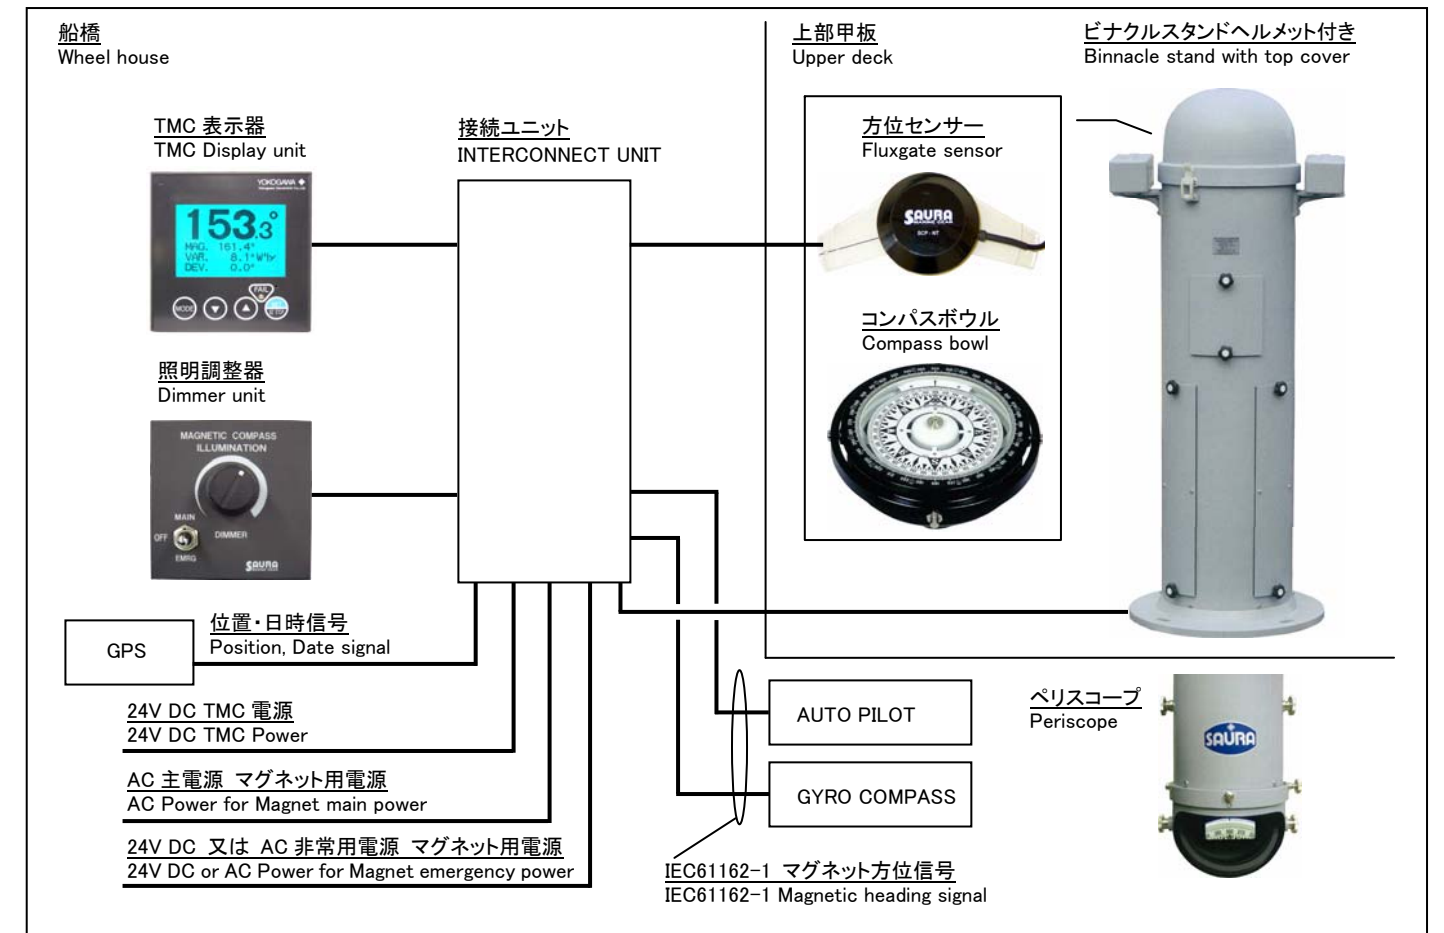 船橋
Wheel house
上部甲板
Upper deck
ビナクルスタンドヘルメット付き
Binnacle stand with top cover
TMC 表示器
TMC Display unit
接続ユニット
INTERCONNECT UNIT
方位センサー
Fluxgate sensor
YOKOGAWA
153.3°
MAG. 161.4°
VAR. 8.1°W
DEV. 0.0°
FAIL
MODE
SAURA
SCP-NT
コンパスボウル
Compass bowl
照明調整器
Dimmer unit
MAGNETIC COMPASS
ILLUMINATION
MAIN
OFF
DIMMER
EMRG
SAURA
GPS
位置・日時信号
Position, Date signal
24V DC TMC 電源
24V DC TMC Power
AC 主電源 マグネット用電源
AC Power for Magnet main power
24V DC 又は AC 非常用電源 マグネット用電源
24V DC or AC Power for Magnet emergency power
AUTO PILOT
GYRO COMPASS
IEC61162-1 マグネット方位信号
IEC61162-1 Magnetic heading signal
ペリスコープ
Periscope
SAURA